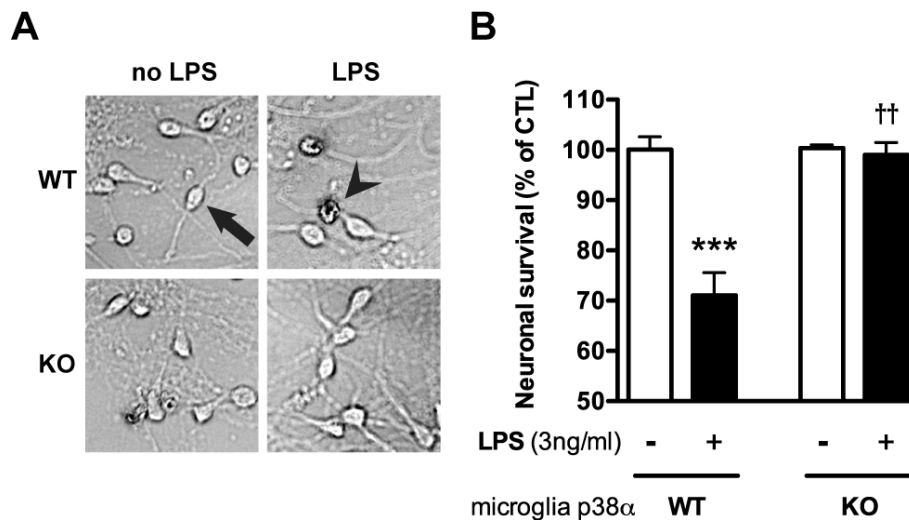 A
no LPS LPS
WT
KO
B
Neuronal survival (% of CTL)
110
100
90
80
70
60
50
***
††
LPS (3ng/ml) - + - +
microglia p38α WT KO